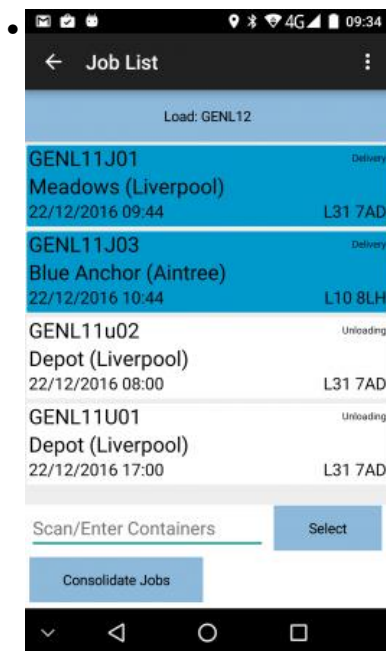 4G 09:34
Job List
Load: GENL12
GENL11J01 Delivery
Meadows (Liverpool)
22/12/2016 09:44 L31 7AD
GENL11J03 Delivery
Blue Anchor (Aintree)
22/12/2016 10:44 L10 8LH
GENL11u02 Unloading
Depot (Liverpool)
22/12/2016 08:00 L31 7AD
GENL11U01 Unloading
Depot (Liverpool)
22/12/2016 17:00 L31 7AD
Scan/Enter Containers Select
Consolidate Jobs